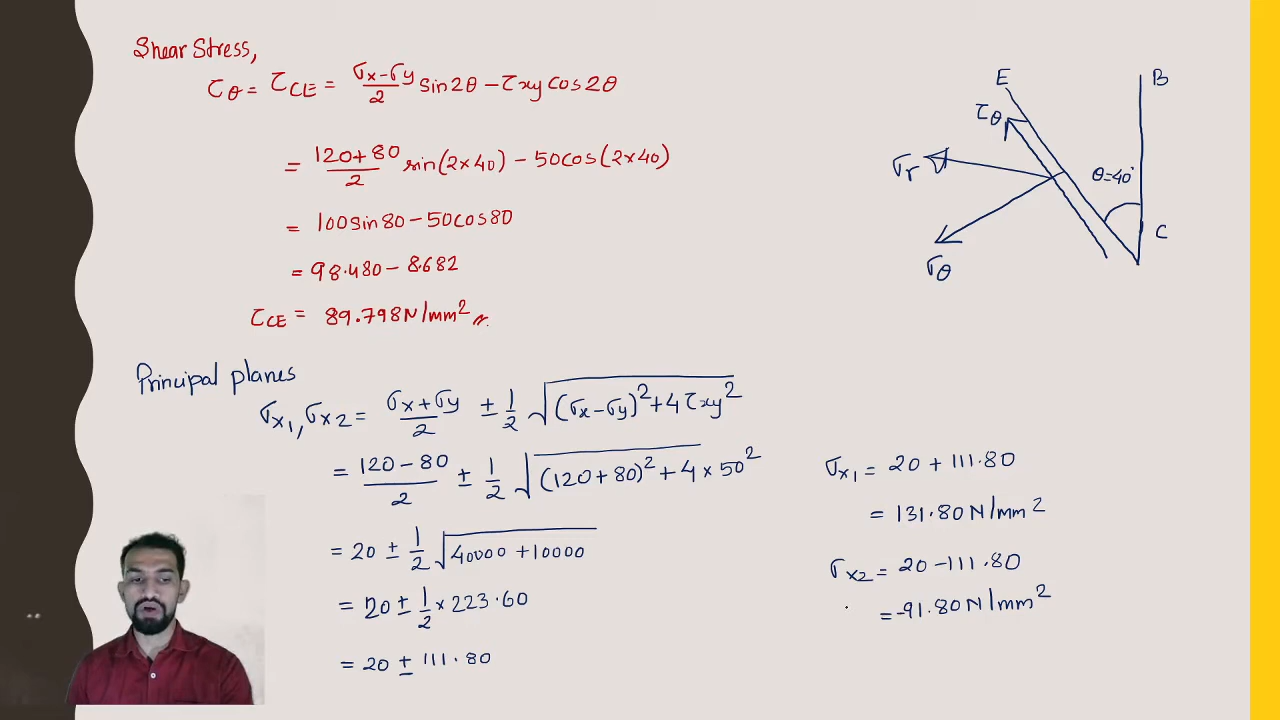 Shear Stress,
τθ = τCE = σx-σy/2 sin2θ - τxy cos2θ
= 120+80/2 sin(2×40) - 50cos(2×40)
= 100sin80 - 50cos80
= 98.480 - 8.682
τCE = 89.798N/mm²
Principal planes
σx1, σx2 = σx+σy/2 ± 1/2 √(σx-σy)²+4τxy²
= 120-80/2 ± 1/2 √(120+80)²+4×50²
= 20 ± 1/2 √40000+10000
= 20 ± 1/2 × 223.60
= 20 ± 111.80
E
B
τθ
σr
θ=40°
C
σθ
σx1 = 20 + 111.80
= 131.80N/mm²
σx2 = 20-111.80
= -91.80N/mm²